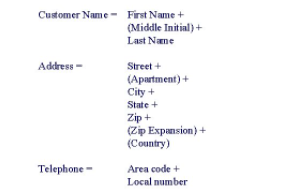 Customer Name = First Name +
(Middle Initial) +
Last Name
Address = Street +
(Apartment) +
City +
State +
Zip +
(Zip Expansion) +
(Country)
Telephone = Area code +
Local number